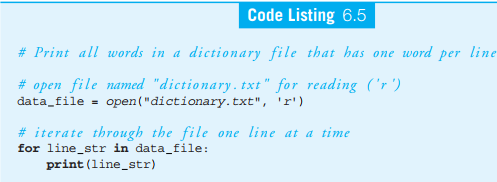 Code Listing 6.5
# Print all words in a dictionary file that has one word per line
# open file named "dictionary.txt" for reading ('r')
data_file = open("dictionary.txt", 'r')
# iterate through the file one line at a time
for line_str in data_file:
    print(line_str)